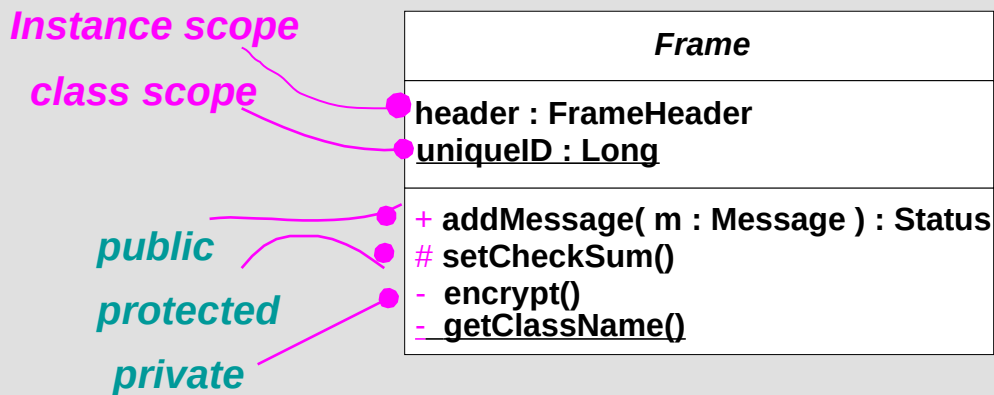 Instance scope
class scope
Frame
header : FrameHeader
uniqueID : Long
+ addMessage( m : Message ) : Status
# setCheckSum()
- encrypt()
- getClassName()
public
protected
private